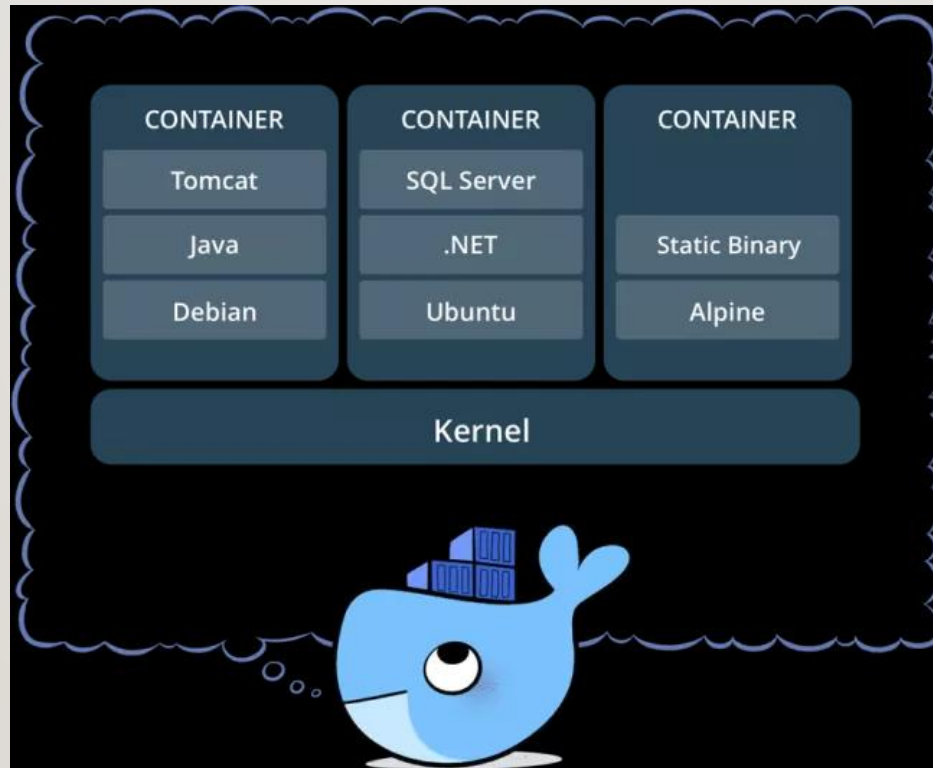 CONTAINER
Tomcat
Java
Debian
CONTAINER
SQL Server
.NET
Ubuntu
CONTAINER
Static Binary
Alpine
Kernel